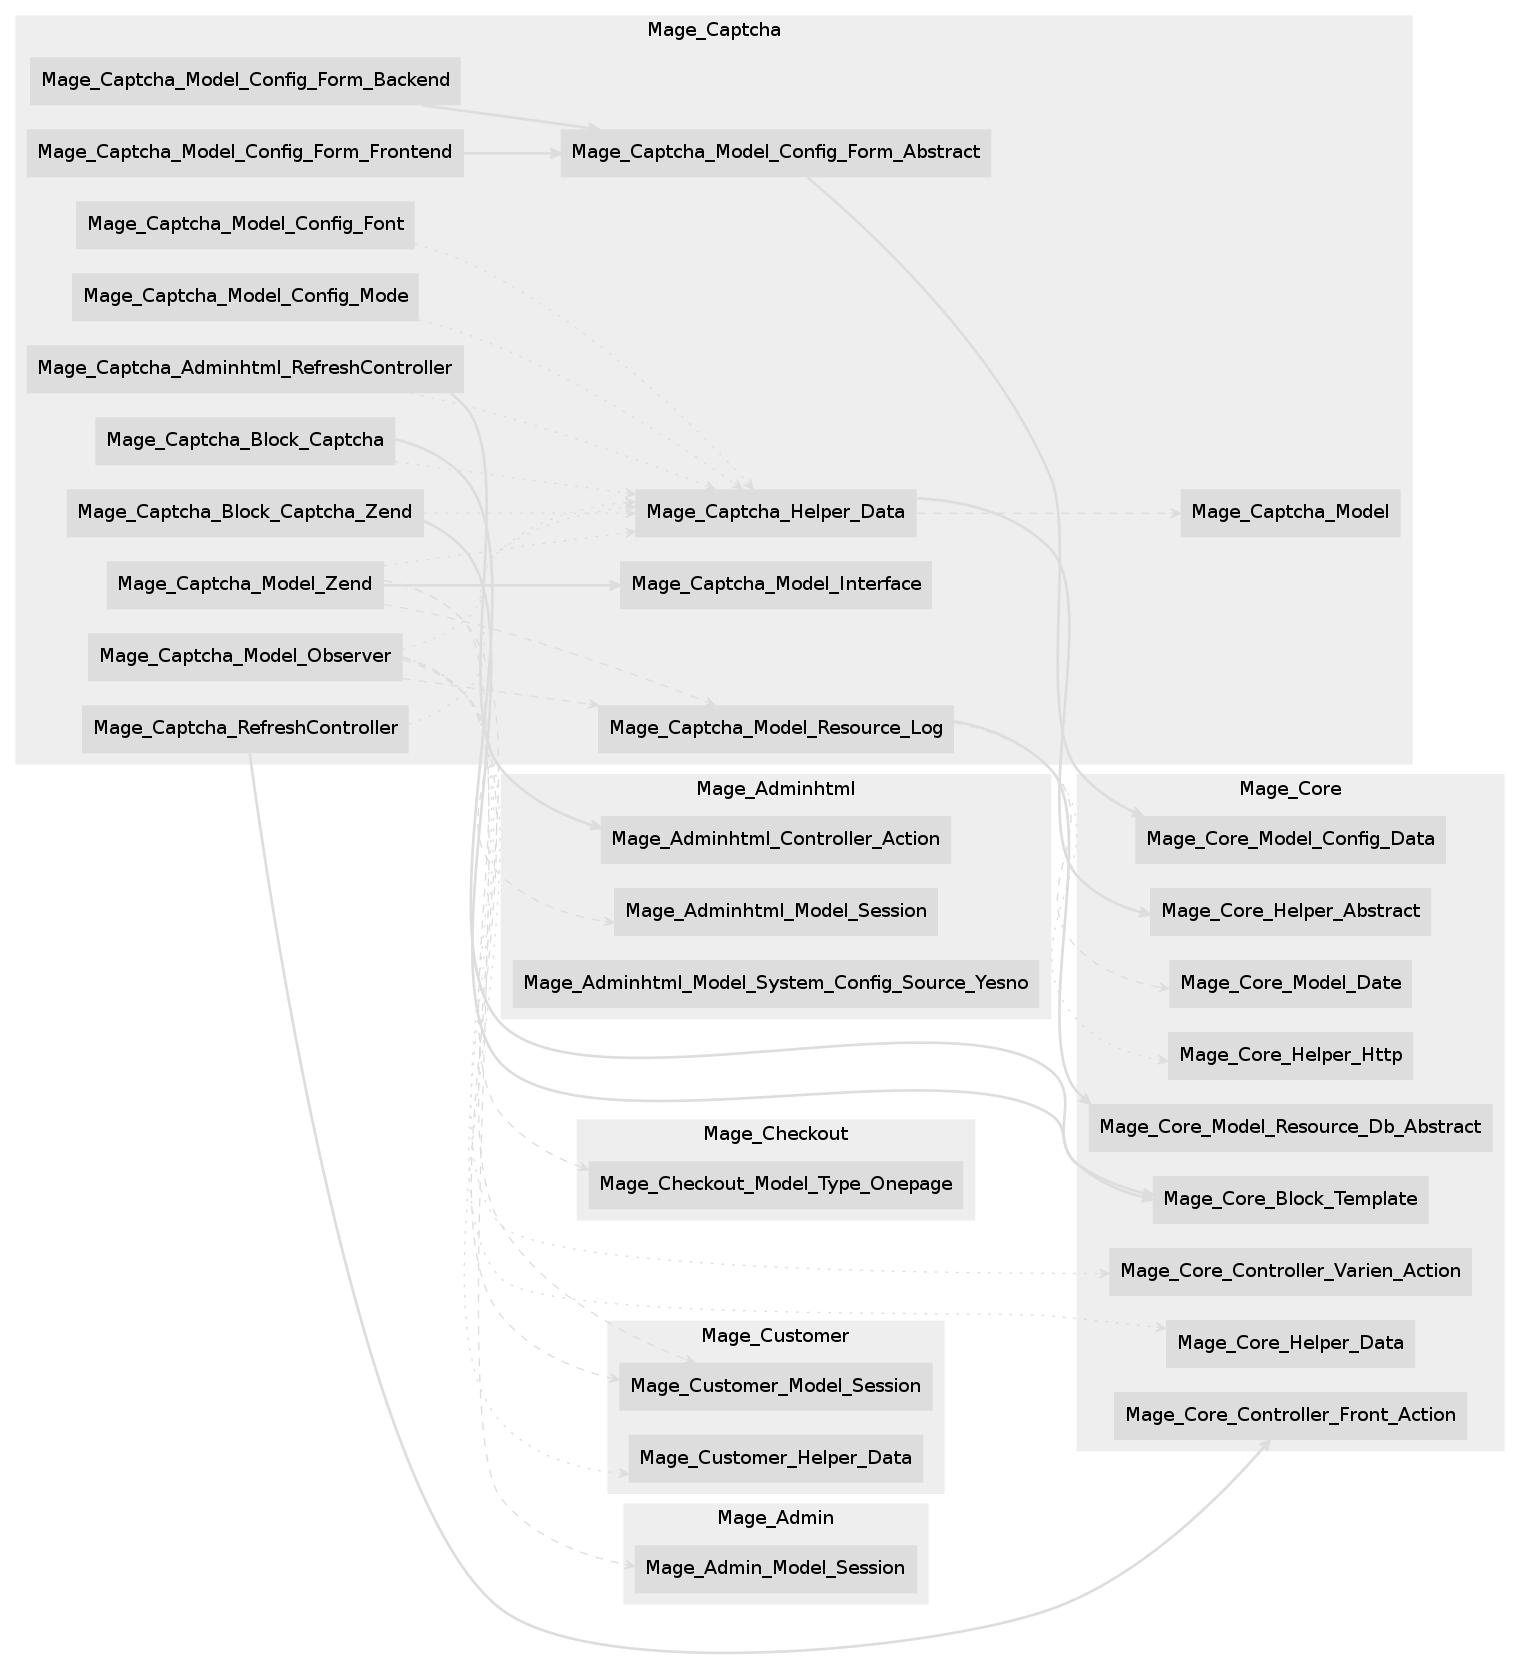 Mage_Captcha
Mage_Captcha_Model_Config_Form_Backend
Mage_Captcha_Model_Config_Form_Frontend
Mage_Captcha_Model_Config_Form_Abstract
Mage_Captcha_Model_Config_Font
Mage_Captcha_Model_Config_Mode
Mage_Captcha_Adminhtml_RefreshController
Mage_Captcha_Block_Captcha
Mage_Captcha_Block_Captcha_Zend
Mage_Captcha_Helper_Data
Mage_Captcha_Model
Mage_Captcha_Model_Zend
Mage_Captcha_Model_Interface
Mage_Captcha_Model_Observer
Mage_Captcha_RefreshController
Mage_Captcha_Model_Resource_Log
Mage_Adminhtml
Mage_Adminhtml_Controller_Action
Mage_Adminhtml_Model_Session
Mage_Adminhtml_Model_System_Config_Source_Yesno
Mage_Core
Mage_Core_Model_Config_Data
Mage_Core_Helper_Abstract
Mage_Core_Model_Date
Mage_Core_Helper_Http
Mage_Core_Model_Resource_Db_Abstract
Mage_Core_Block_Template
Mage_Core_Controller_Varien_Action
Mage_Core_Helper_Data
Mage_Core_Controller_Front_Action
Mage_Checkout
Mage_Checkout_Model_Type_Onepage
Mage_Customer
Mage_Customer_Model_Session
Mage_Customer_Helper_Data
Mage_Admin
Mage_Admin_Model_Session